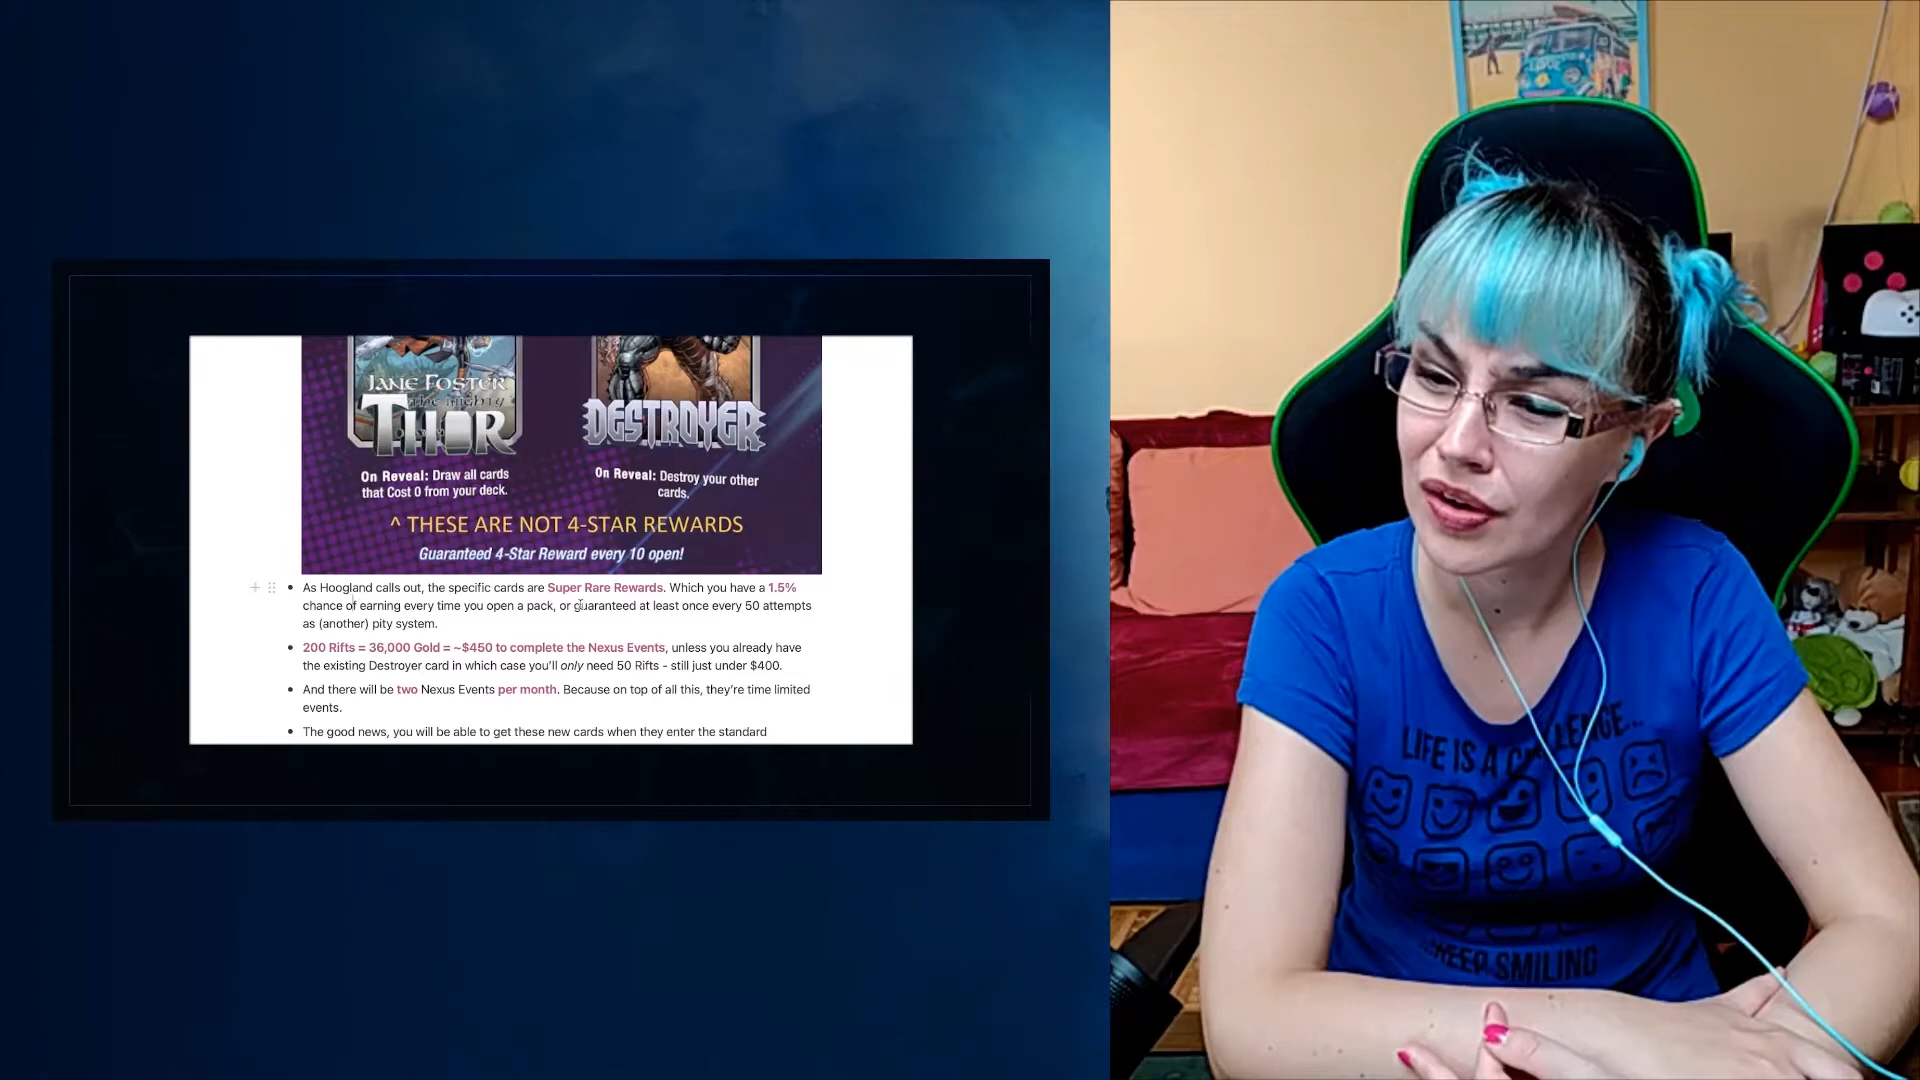 JANE FOSTER
the mighty
THOR
DESTROYER
On Reveal: Draw all cards
that Cost 0 from your deck.
On Reveal: Destroy your other
cards.
^ THESE ARE NOT 4-STAR REWARDS
Guaranteed 4-Star Reward every 10 open!
• As Hoogland calls out, the specific cards are Super Rare Rewards. Which you have a 1.5%
chance of earning every time you open a pack, or guaranteed at least once every 50 attempts
as (another) pity system.
• 200 Rifts = 36,000 Gold = ~$450 to complete the Nexus Events, unless you already have
the existing Destroyer card in which case you'll only need 50 Rifts - still just under $400.
• And there will be two Nexus Events per month. Because on top of all this, they're time limited
events.
• The good news, you will be able to get these new cards when they enter the standard
LIFE IS A CHALLENGE..
...KEEP SMILING